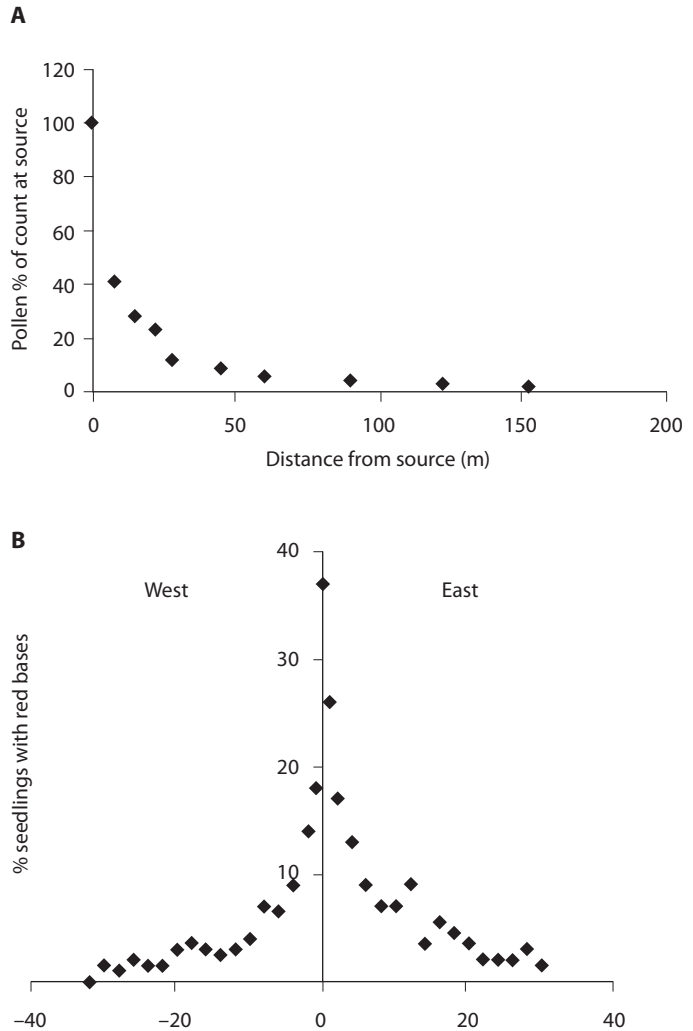 A
120
100
80
60
40
20
0
Pollen % of count at source
0 50 100 150 200
Distance from source (m)
B
40
30
20
10
West East
% seedlings with red bases
–40 –20 0 20 40